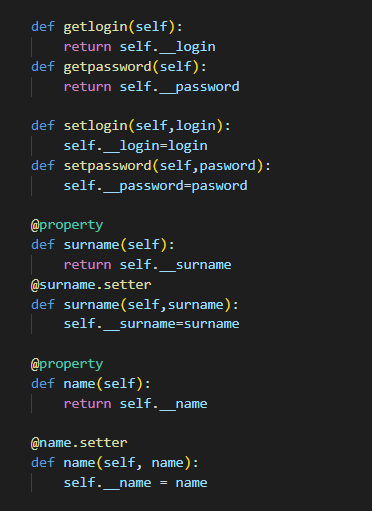 def getlogin(self):
    return self.__login
def getpassword(self):
    return self.__password

def setlogin(self,login):
    self.__login=login
def setpassword(self,pasword):
    self.__password=pasword

@property
def surname(self):
    return self.__surname
@surname.setter
def surname(self,surname):
    self.__surname=surname

@property
def name(self):
    return self.__name

@name.setter
def name(self, name):
    self.__name = name